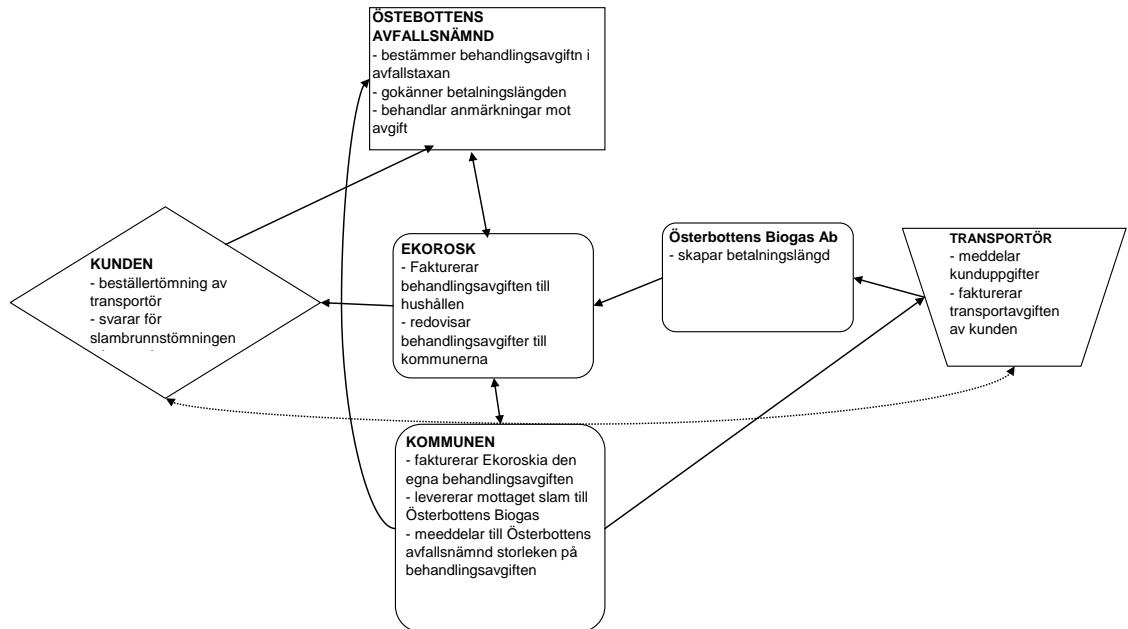 ÖSTEBOTTENS
AVFALLSNÄMND
- bestämmer behandlingsavgiftn i
avfallstaxan
- gokänner betalningslängden
- behandlar anmärkningar mot
avgift
KUNDEN
- beställertömning av
transportör
- svarar för
slambrunnstömningen
EKOROSK
- Fakturerar
behandlingsavgiften till
hushållen
- redovisar
behandlingsavgifter till
kommunerna
Österbottens Biogas Ab
- skapar betalningslängd
TRANSPORTÖR
- meddelar
kunduppgifter
- fakturerar
transportavgiften
av kunden
KOMMUNEN
- fakturerar Ekoroskia den
egna behandlingsavgiften
- levererar mottaget slam till
Österbottens Biogas
- meeddelar till Österbottens
avfallsnämnd storleken på
behandlingsavgiften